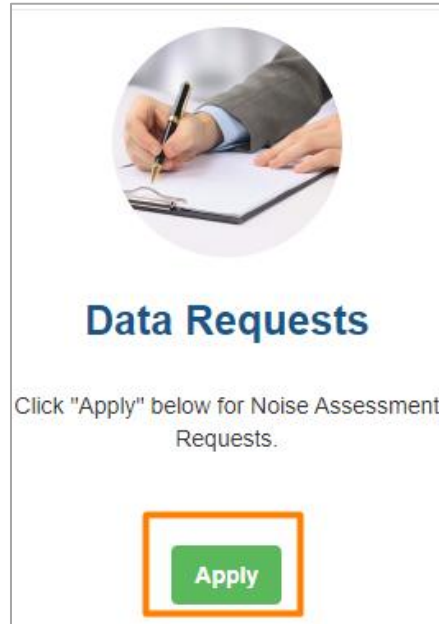 Data Requests
Click "Apply" below for Noise Assessment
Requests.
Apply